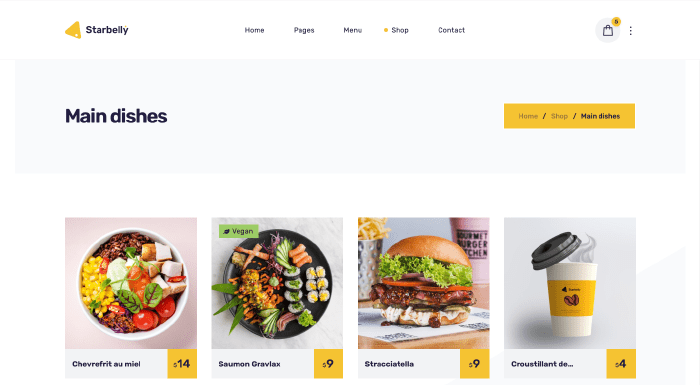 Starbelly
Home Pages Menu Shop Contact
5
Main dishes
Home / Shop / Main dishes
Vegan
GOURMET
BURGER
KITCHEN
Starbelly
Chevrefrit au miel
$14
Saumon Gravlax
$9
Stracciatella
$9
Croustillant de...
$4